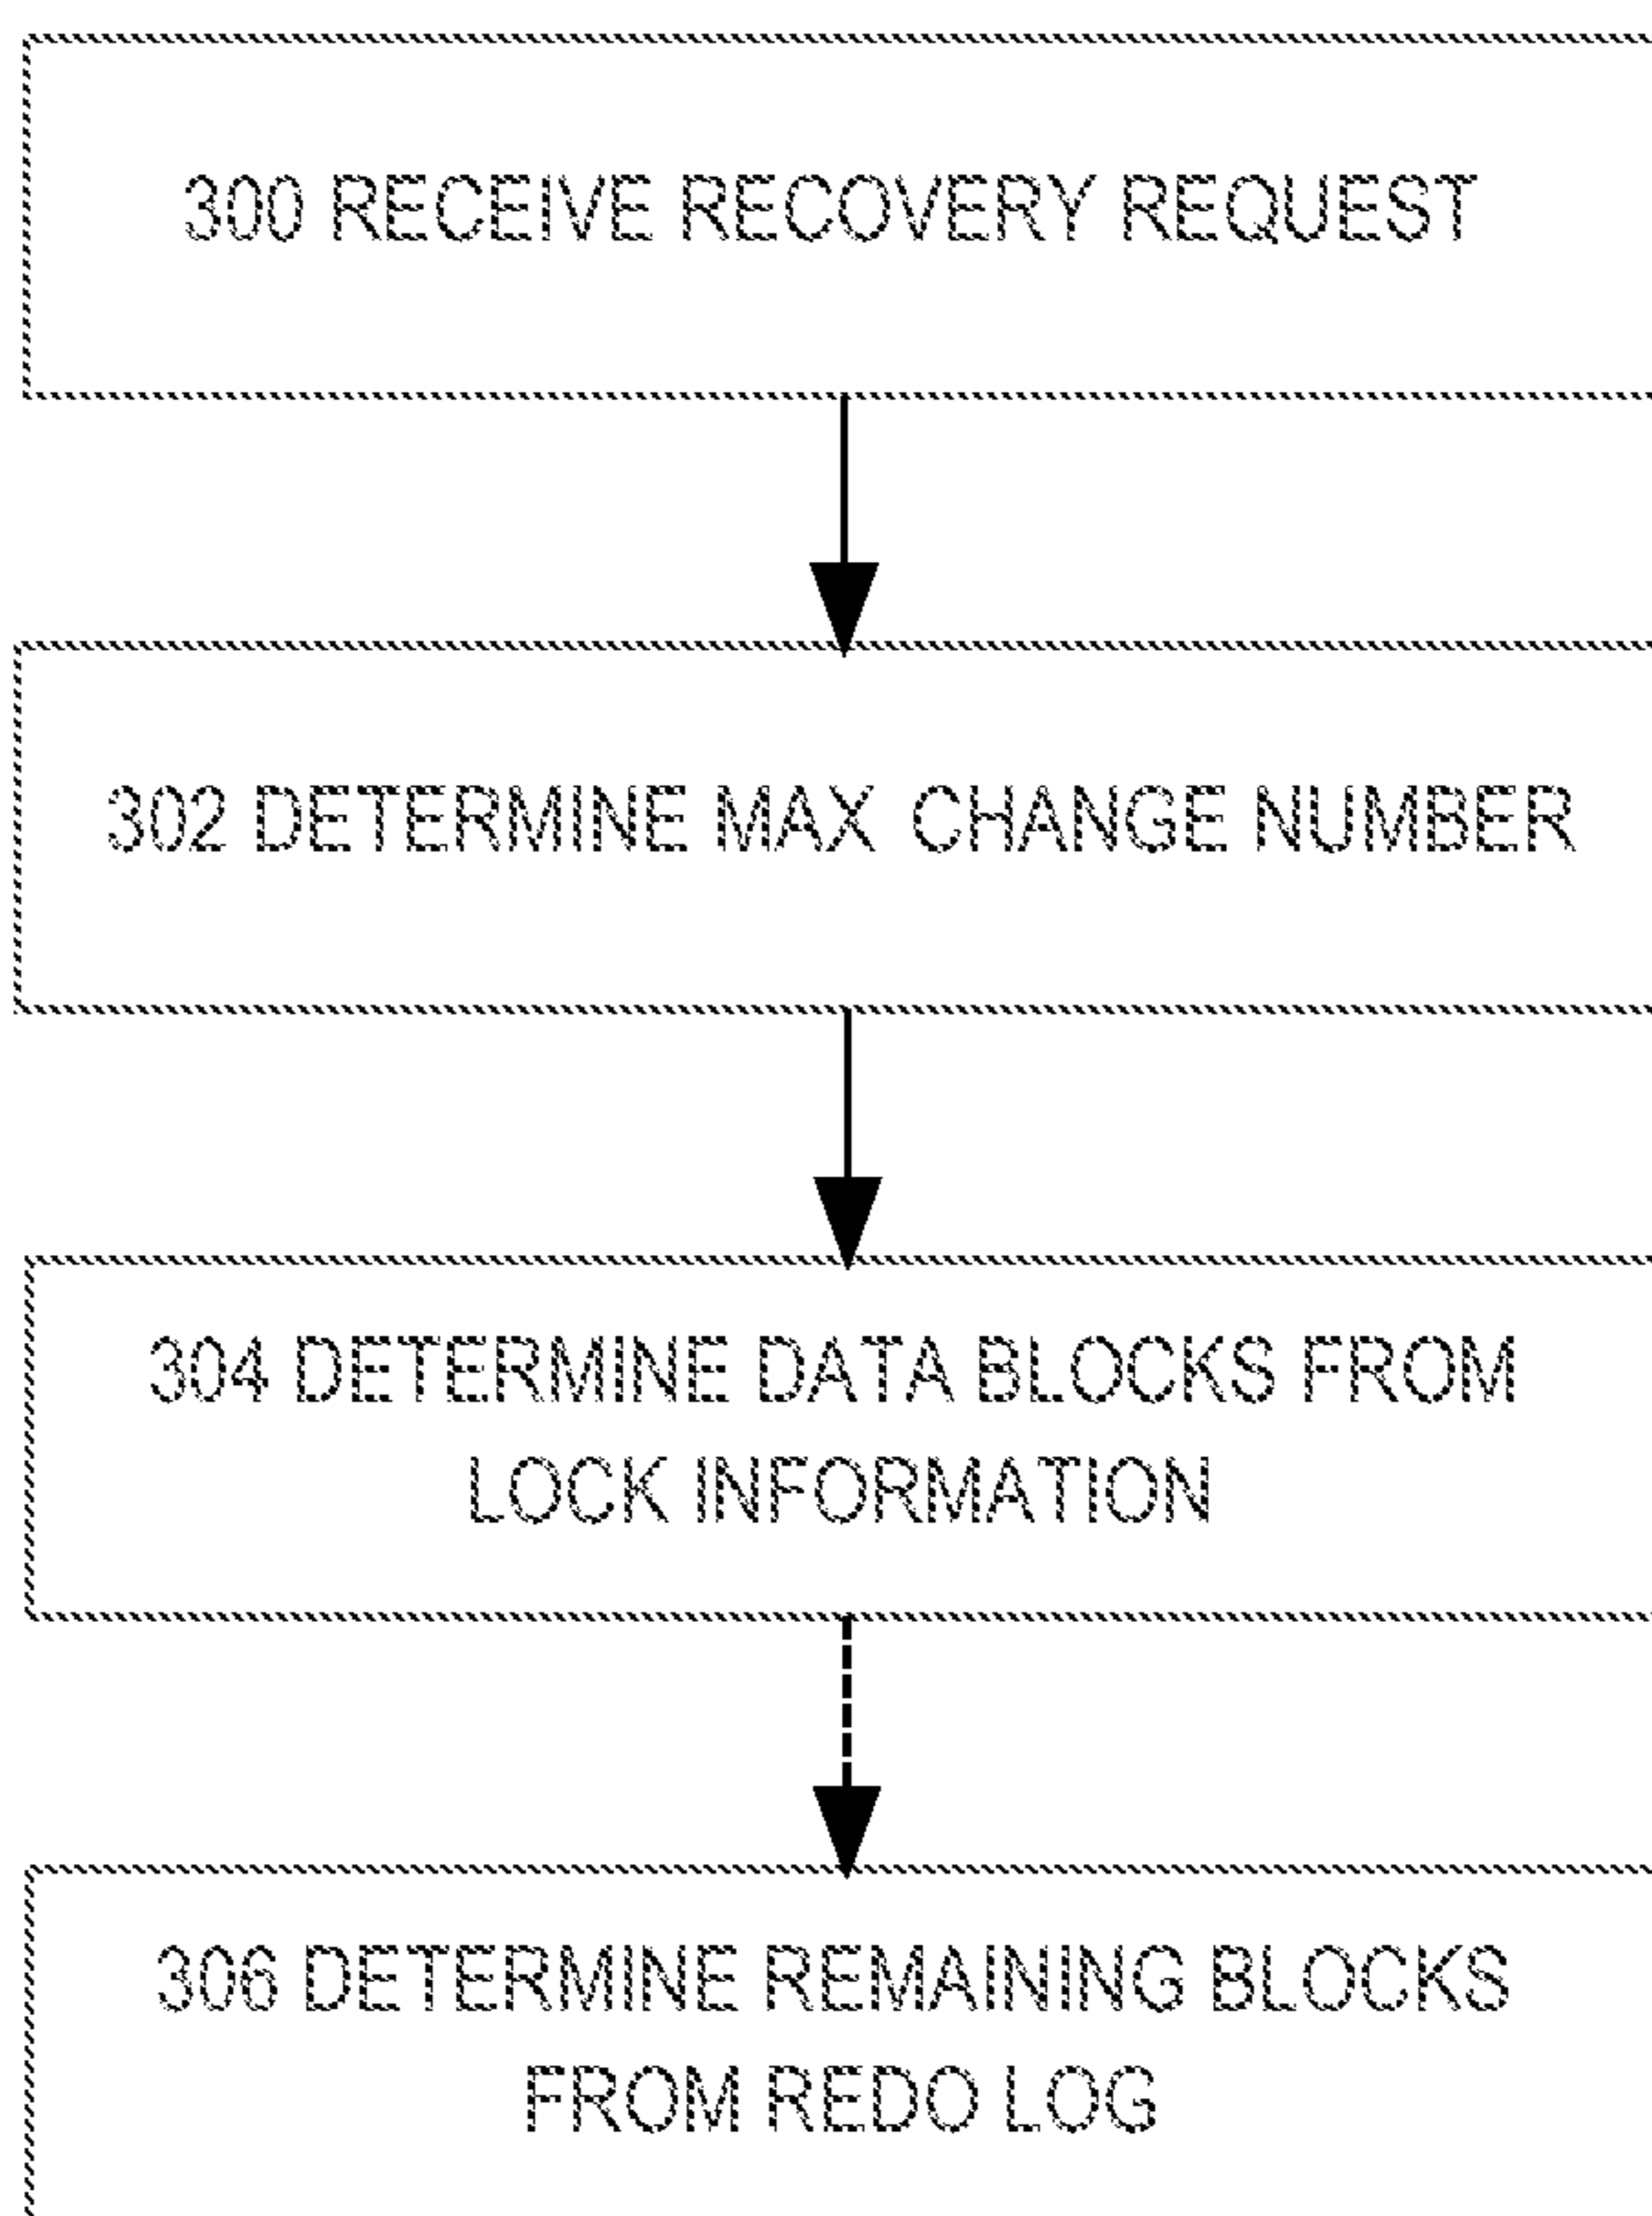 300 RECEIVE RECOVERY REQUEST
302 DETERMINE MAX CHANGE NUMBER
304 DETERMINE DATA BLOCKS FROM
LOCK INFORMATION
306 DETERMINE REMAINING BLOCKS
FROM REDO LOG